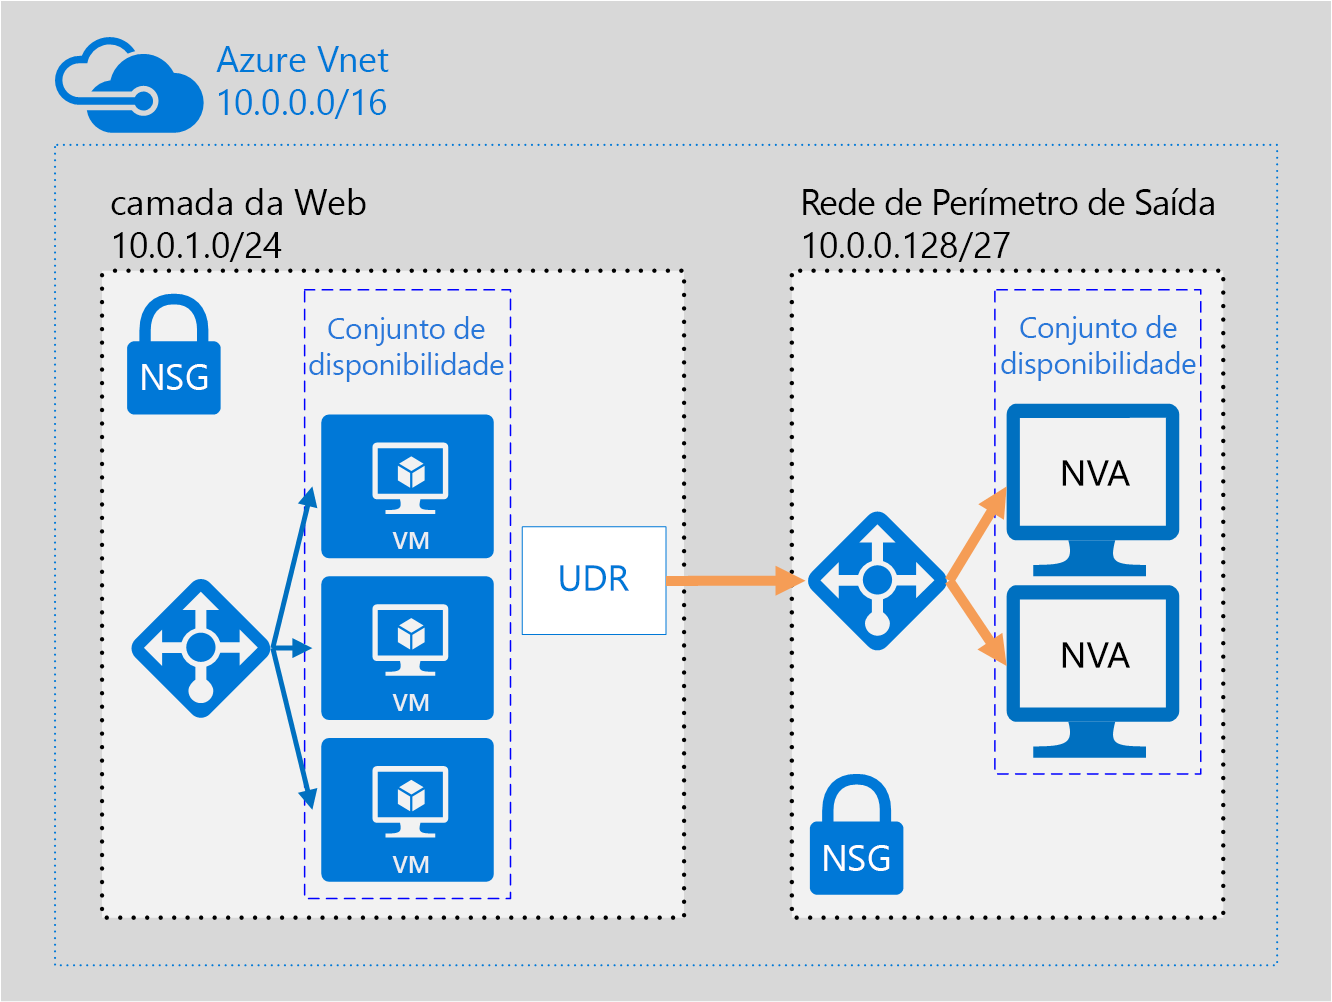 Azure Vnet
10.0.0.0/16
camada da Web
10.0.1.0/24
NSG
Conjunto de
disponibilidade
VM
VM
VM
UDR
Rede de Perímetro de Saída
10.0.0.128/27
Conjunto de
disponibilidade
NVA
NVA
NSG